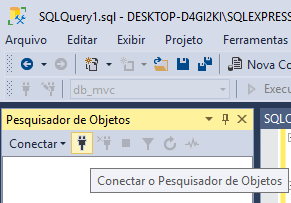 SQLQuery1.sql - DESKTOP-D4GI2KI\SQLEXPRESS
Arquivo Editar Exibir Projeto Ferramentas
Nova Co
db_mvc Execu
Pesquisador de Objetos SQLQ
Conectar
Conectar o Pesquisador de Objetos